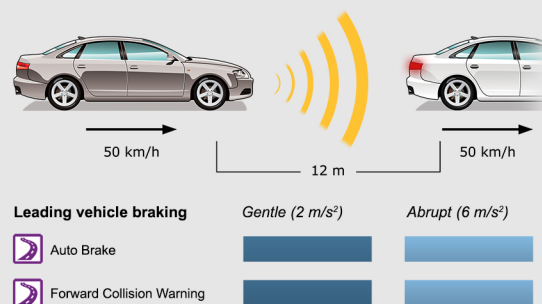 50 km/h
12 m
50 km/h
Leading vehicle braking Gentle (2 m/s²) Abrupt (6 m/s²)
Auto Brake
Forward Collision Warning